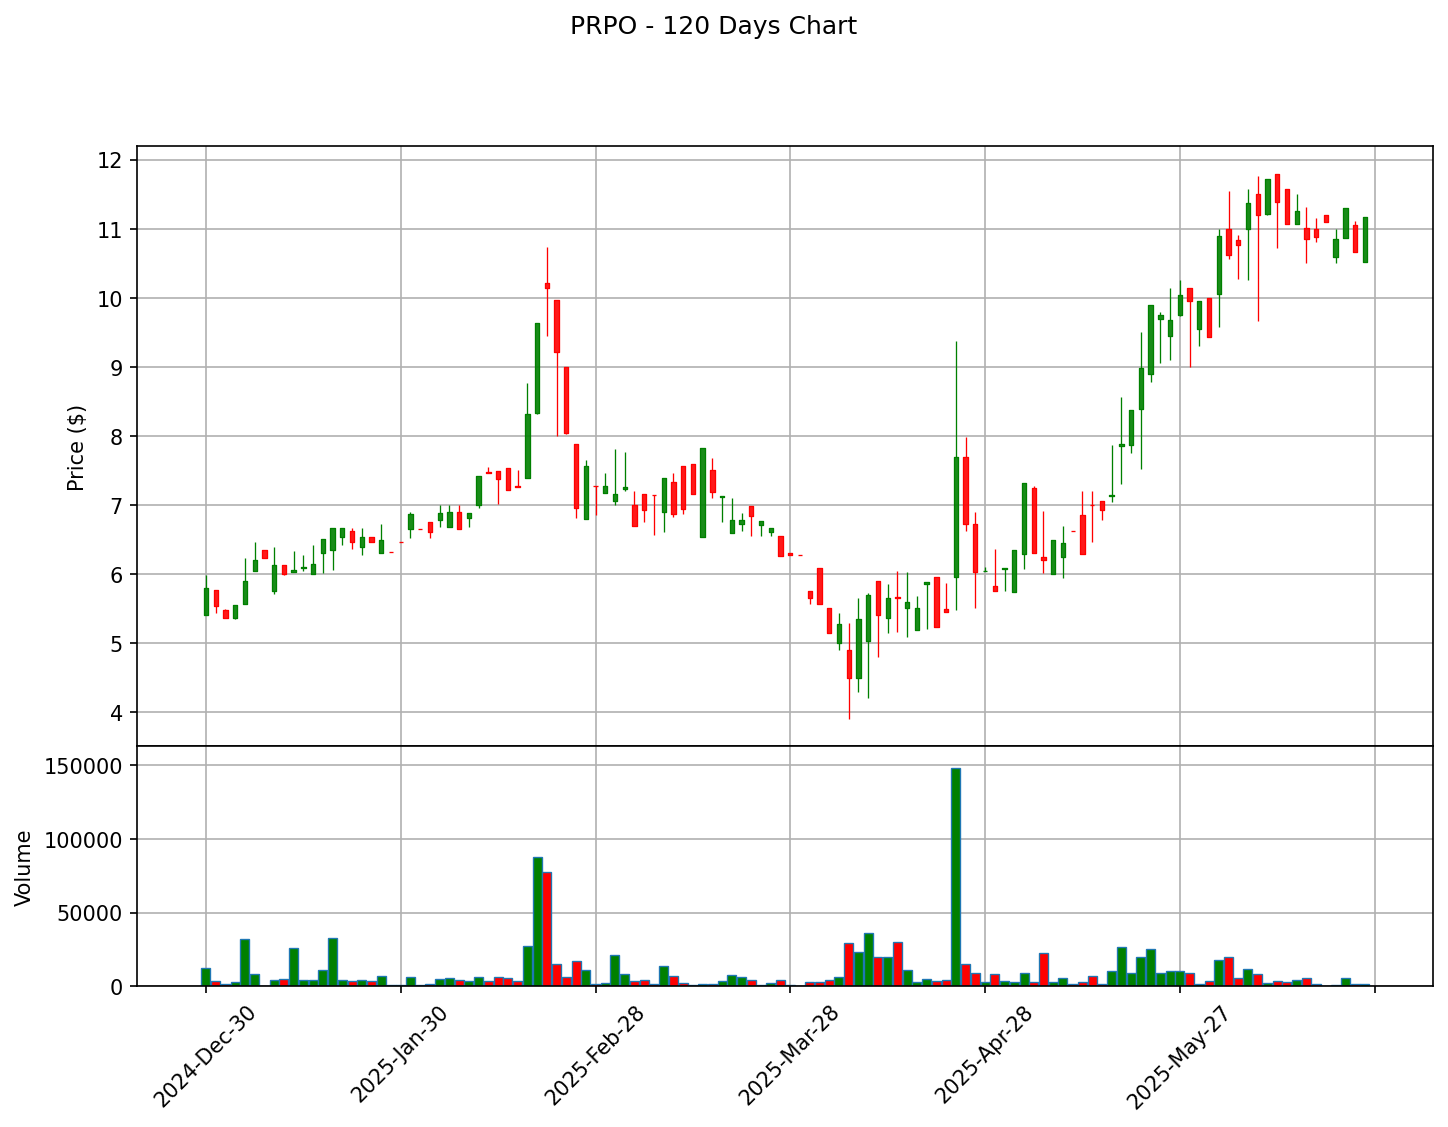 PRPO - 120 Days Chart
12
11
10
9
8
7
6
5
4
Price ($)
150000
100000
50000
0
Volume
2024-Dec-30
2025-Jan-30
2025-Feb-28
2025-Mar-28
2025-Apr-28
2025-May-27